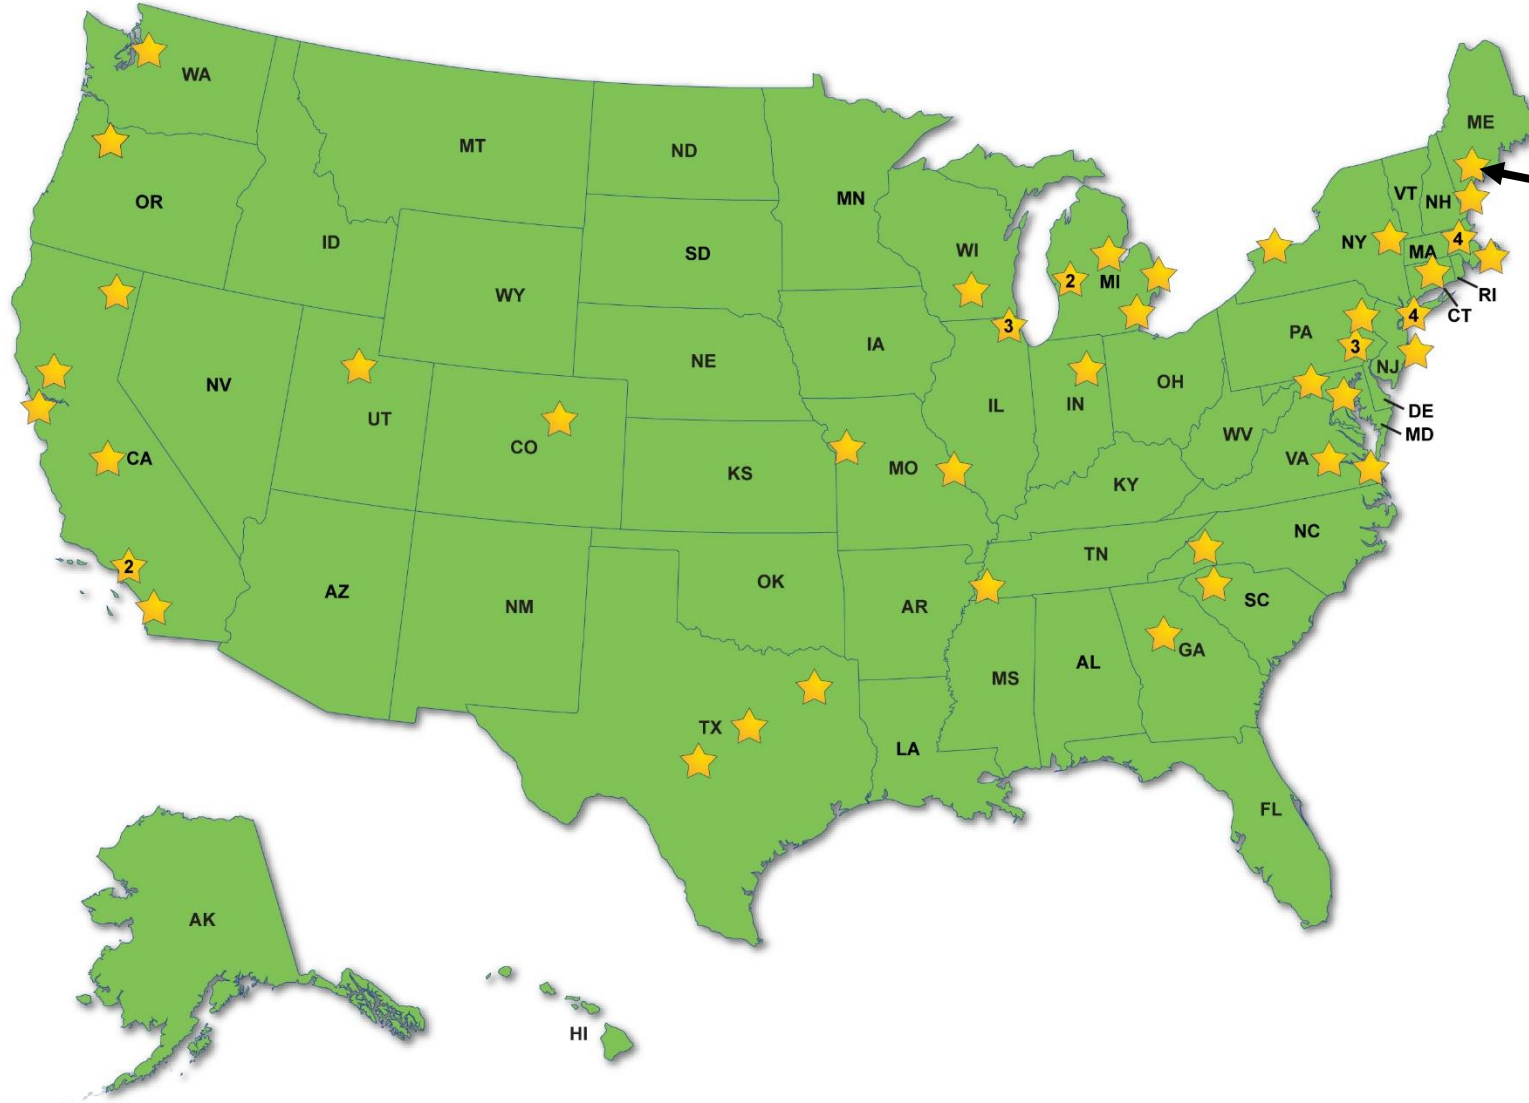 WA
ME
MT
ND
OR
MN
VT
NH
ID
SD
WI
NY
4
MA
2
MI
WY
RI
3
4
CT
IA
PA
3
NE
NV
OH
NJ
UT
IL
IN
DE
CO
WV
MD
CA
MO
VA
KS
KY
NC
TN
2
OK
AZ
NM
AR
SC
AL
GA
MS
TX
LA
FL
AK
HI